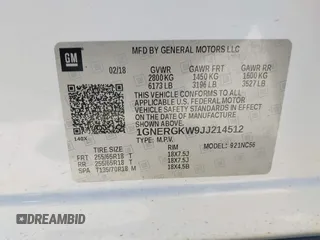 GM
MFD BY GENERAL MOTORS LLC
02/18 GVWR GAWR FRT GAWR RR
2800 KG 1450 KG 1600 KG
6173 LB 3196 LB 3527 LB
THIS VEHICLE CONFORMS TO ALL APPLICABLE
U.S. FEDERAL MOTOR VEHICLE SAFETY
STANDARDS IN EFFECT ON THE DATE OF
MANUFACTURE SHOWN ABOVE.
1GNERGKW9JJ214512
TYPE: M.P.V. MODEL: 921NC56
TIRE SIZE RIM
FRT 255/65R18 T 18X7.5J
RR 255/65R18 T 18X7.5J
SPA T135/70R18 M 18X4.5B
DREAMBID
DREAMBID